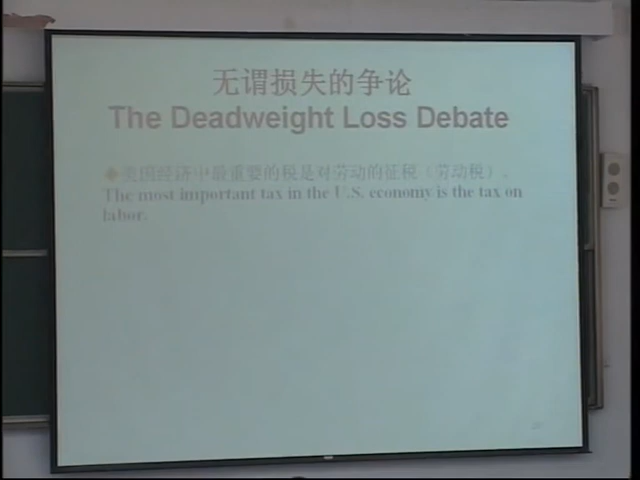 无谓损失的争论
The Deadweight Loss Debate
美国经济中最重要的税是对劳动的征税（劳动税）。
The most important tax in the U.S. economy is the tax on
labor.